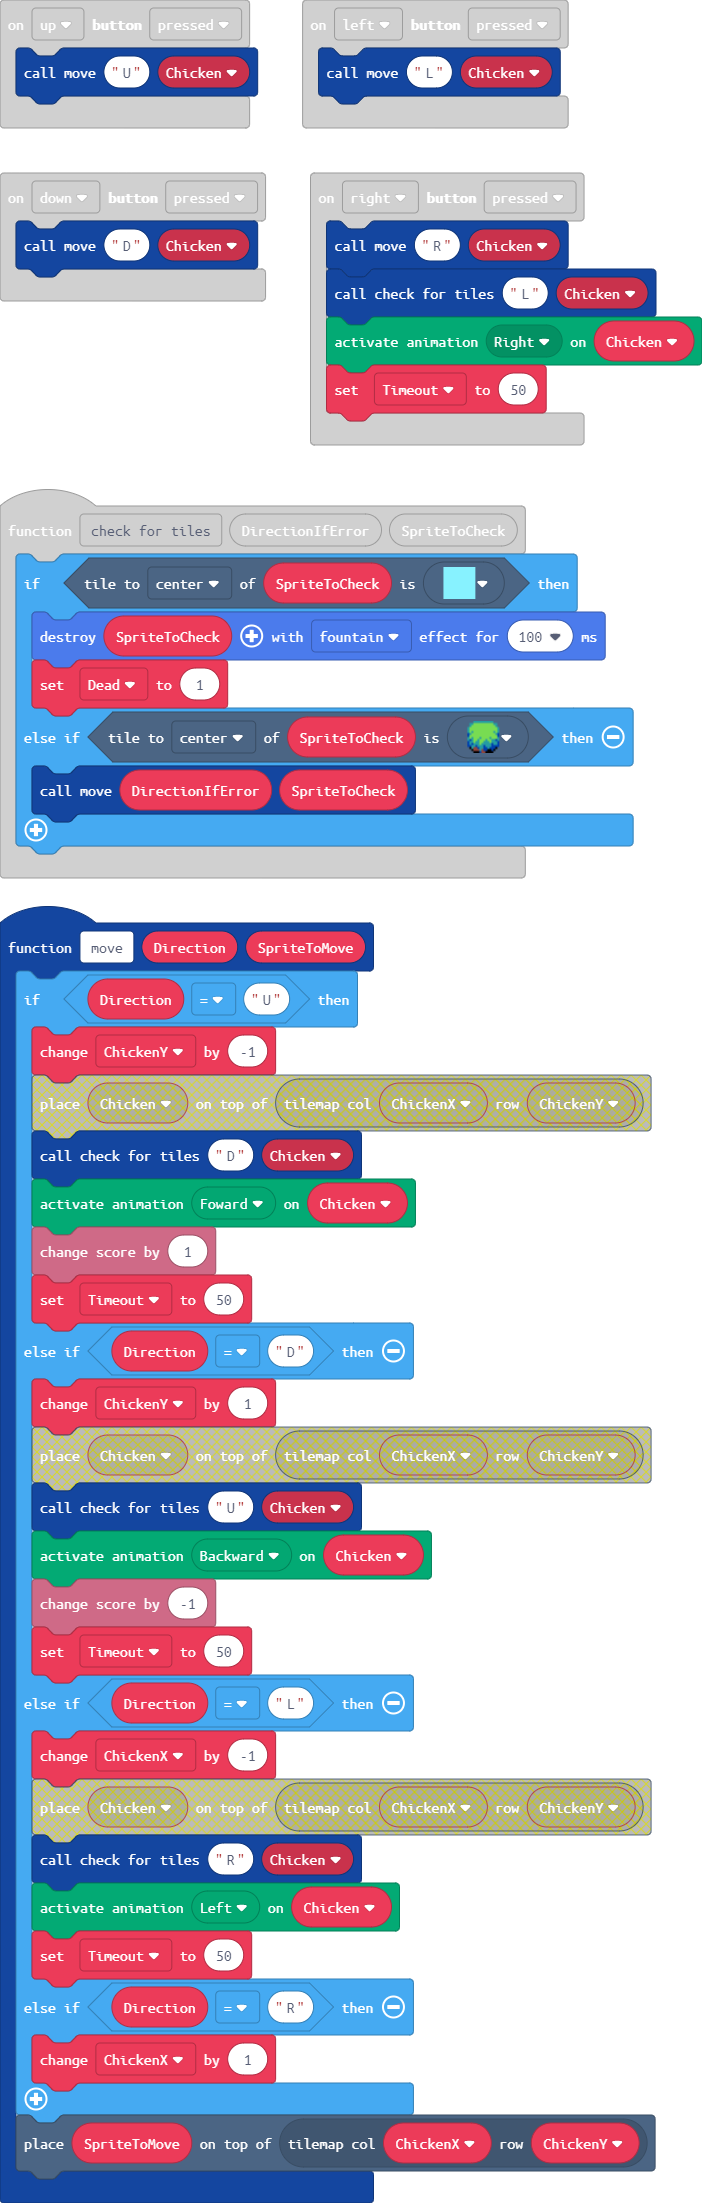 on up button pressed
call move "U" Chicken
on left button pressed
call move "L" Chicken
on down button pressed
call move "D" Chicken
on right button pressed
call move "R" Chicken
call check for tiles "L" Chicken
activate animation Right on Chicken
set Timeout to 50
function check for tiles DirectionIfError SpriteToCheck
if tile to center of SpriteToCheck is then
destroy SpriteToCheck with fountain effect for 100 ms
set Dead to 1
else if tile to center of SpriteToCheck is then
call move DirectionIfError SpriteToCheck
function move Direction SpriteToMove
if Direction = "U" then
change ChickenY by -1
place Chicken on top of tilemap col ChickenX row ChickenY
call check for tiles "D" Chicken
activate animation Foward on Chicken
change score by 1
set Timeout to 50
else if Direction = "D" then
change ChickenY by 1
place Chicken on top of tilemap col ChickenX row ChickenY
call check for tiles "U" Chicken
activate animation Backward on Chicken
change score by -1
set Timeout to 50
else if Direction = "L" then
change ChickenX by -1
place Chicken on top of tilemap col ChickenX row ChickenY
call check for tiles "R" Chicken
activate animation Left on Chicken
set Timeout to 50
else if Direction = "R" then
change ChickenX by 1
place SpriteToMove on top of tilemap col ChickenX row ChickenY